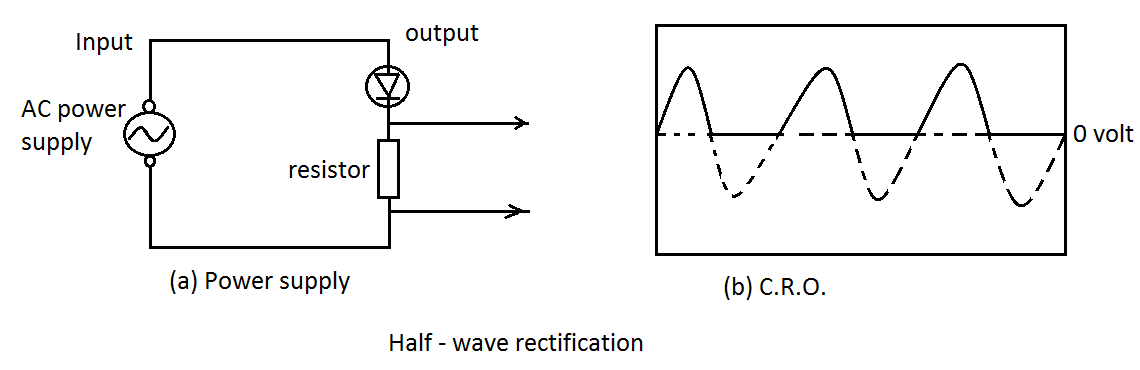 Input
output
AC power
supply
resistor
0 volt
(a) Power supply
(b) C.R.O.
Half - wave rectification